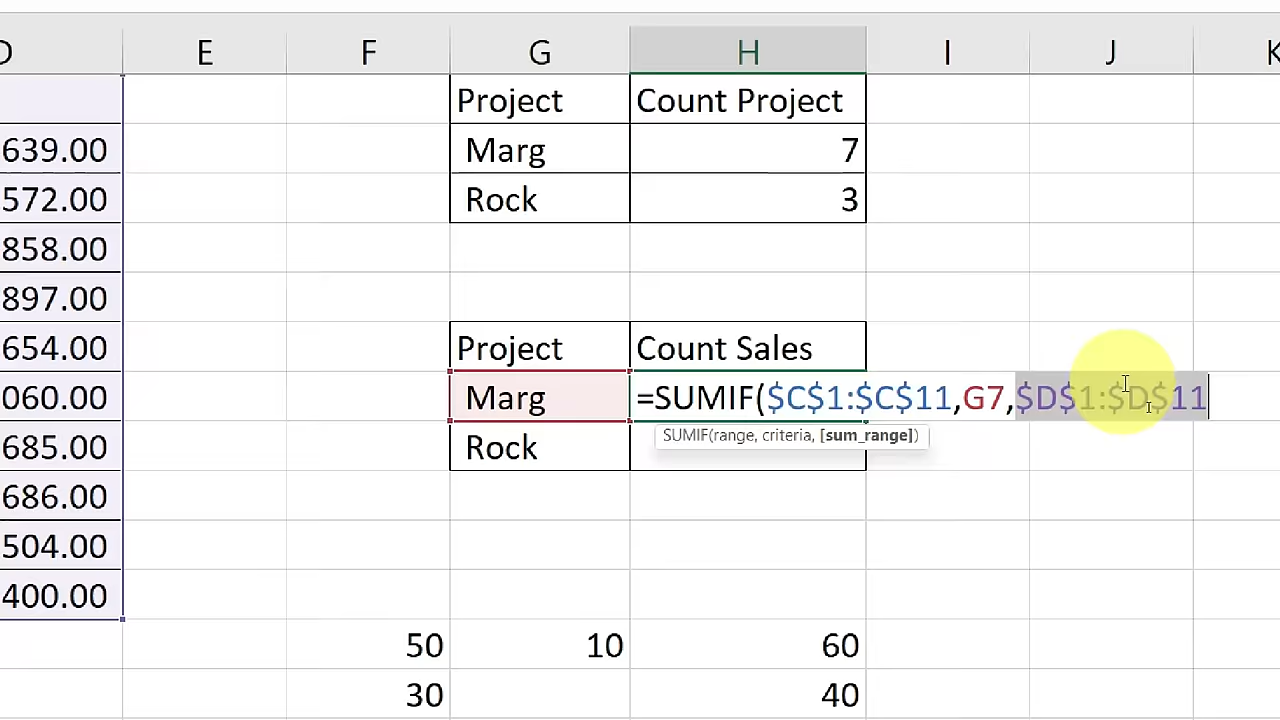 D E F G H I J K
Project Count Project
639.00 Marg 7
572.00 Rock 3
858.00
897.00
654.00 Project Count Sales
060.00 Marg =SUMIF($C$1:$C$11,G7,$D$1:$D$11
SUMIF(range, criteria, [sum_range])
685.00 Rock
686.00
504.00
400.00
50 10 60
30 40